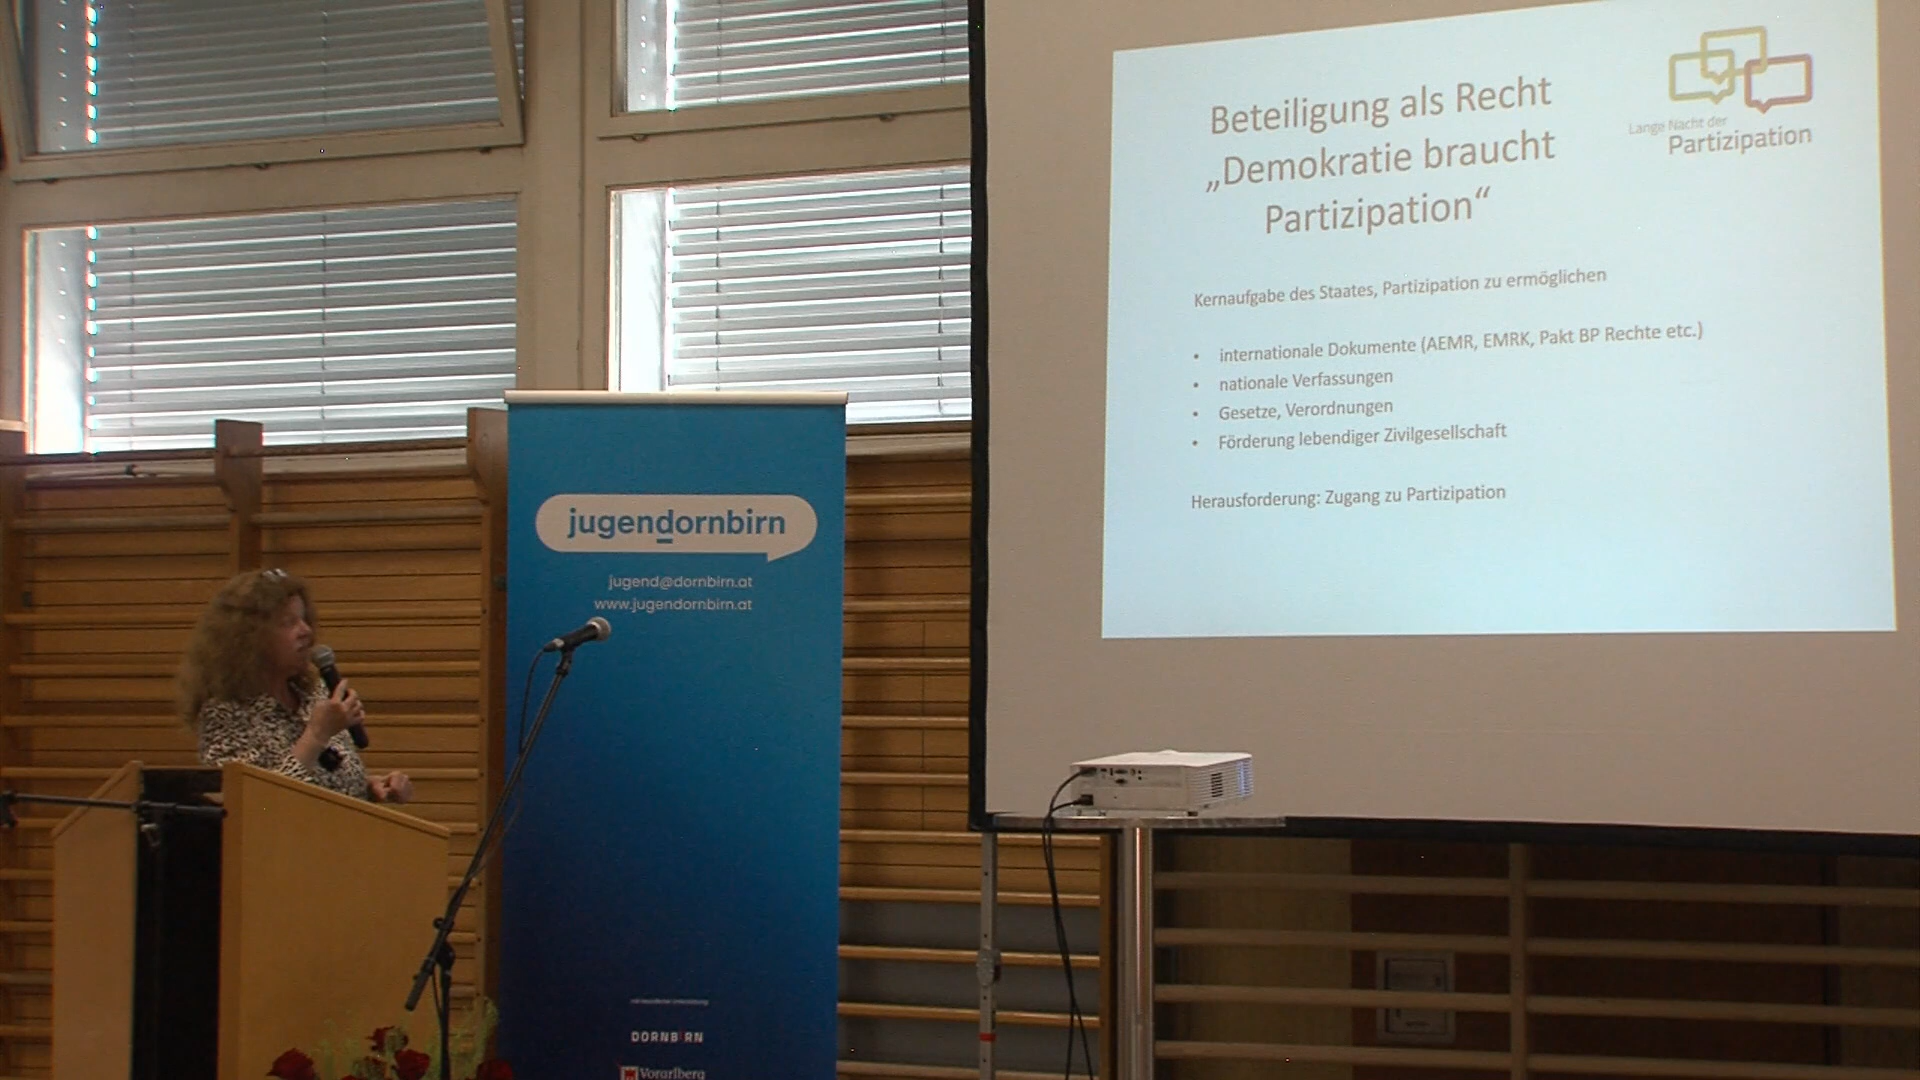 Beteiligung als Recht
„Demokratie braucht
Partizipation“
Lange Nacht der
Partizipation
Kernaufgabe des Staates, Partizipation zu ermöglichen
• internationale Dokumente (AEMR, EMRK, Pakt BP Rechte etc.)
• nationale Verfassungen
• Gesetze, Verordnungen
• Förderung lebendiger Zivilgesellschaft
Herausforderung: Zugang zu Partizipation
jugendornbirn
jugend@dornbirn.at
www.jugendornbirn.at
DORNBIRN
Vorarlberg